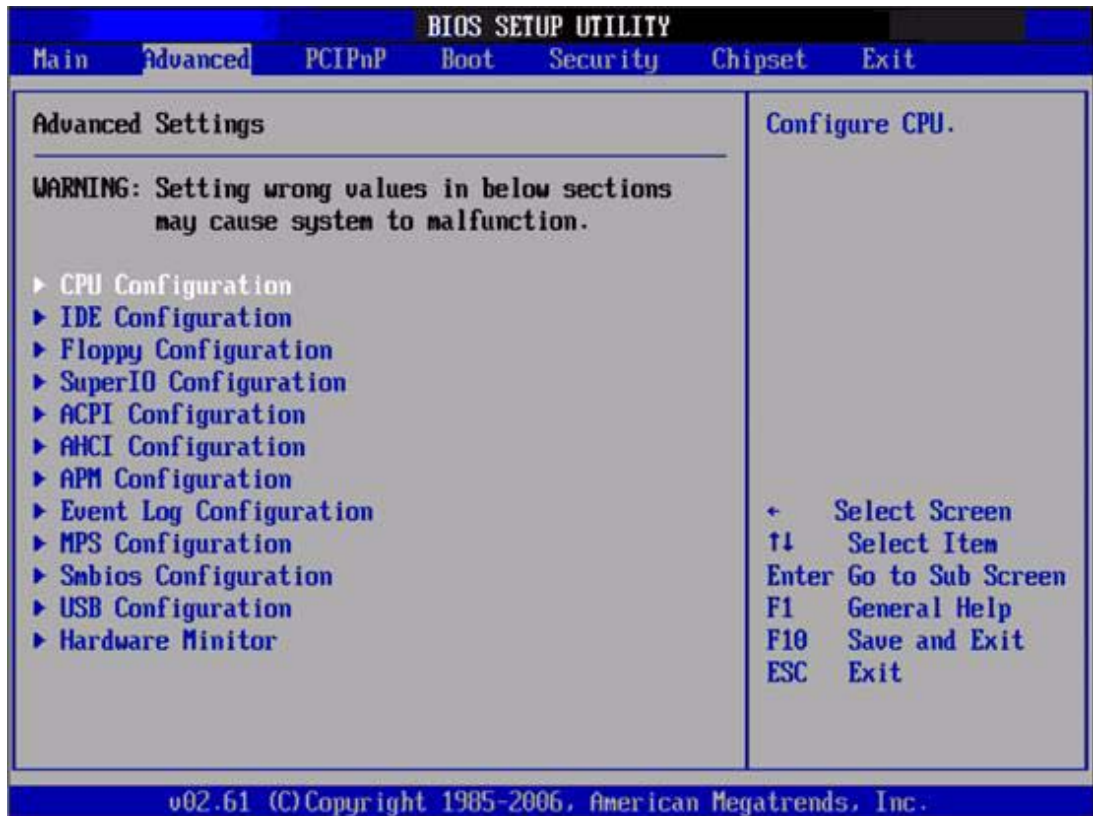 BIOS SETUP UTILITY
Main Advanced PCIPnP Boot Security Chipset Exit
Advanced Settings
WARNING: Setting wrong values in below sections
may cause system to malfunction.
▶ CPU Configuration
▶ IDE Configuration
▶ Floppy Configuration
▶ SuperIO Configuration
▶ ACPI Configuration
▶ AHCI Configuration
▶ APM Configuration
▶ Event Log Configuration
▶ MPS Configuration
▶ Smbios Configuration
▶ USB Configuration
▶ Hardware Minitor
Configure CPU.
← Select Screen
↑↓ Select Item
Enter Go to Sub Screen
F1 General Help
F10 Save and Exit
ESC Exit
v02.61 (C)Copyright 1985-2006, American Megatrends, Inc.